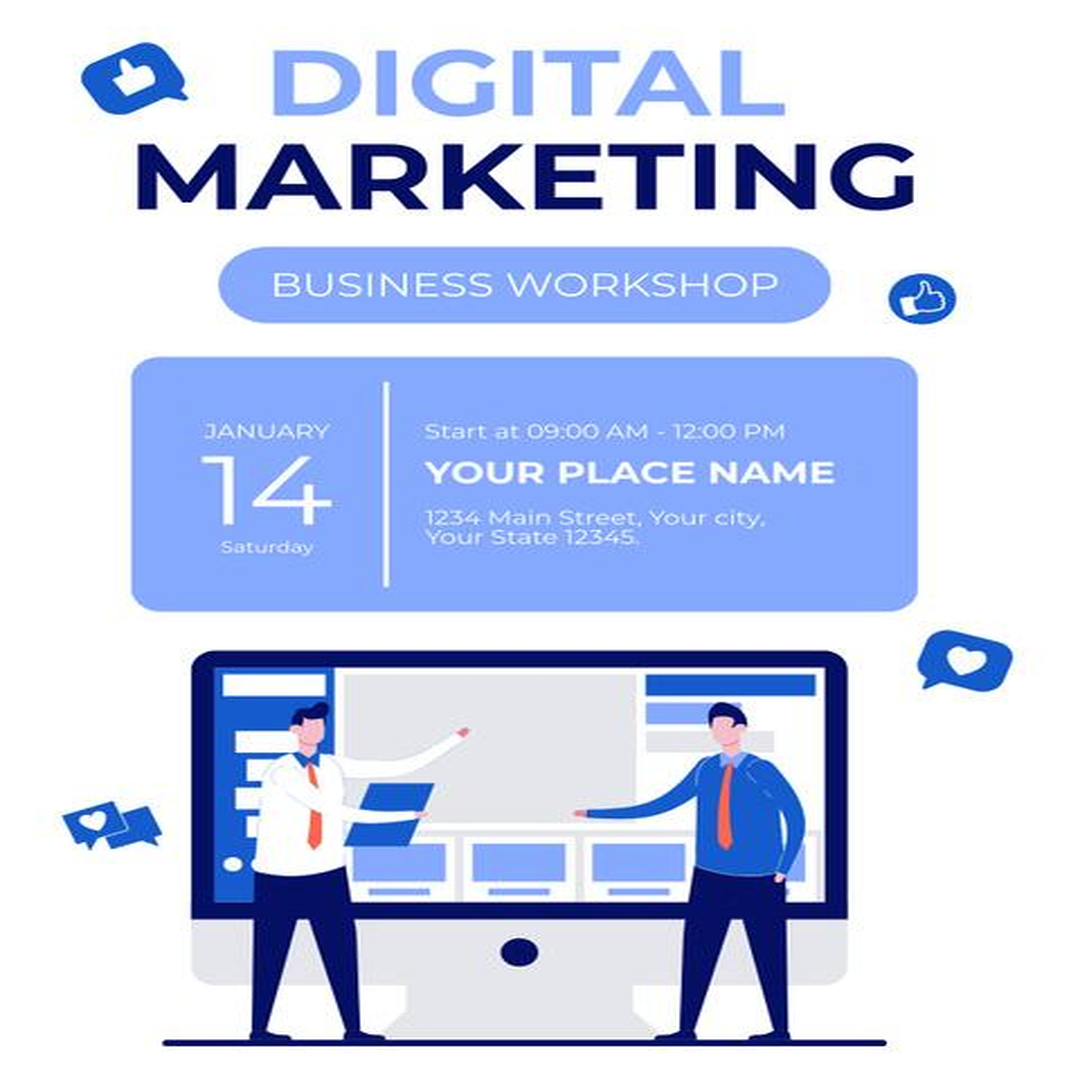 DIGITAL
MARKETING
BUSINESS WORKSHOP
JANUARY
14
Saturday
Start at 09:00 AM - 12:00 PM
YOUR PLACE NAME
1234 Main Street, Your city,
Your State 12345.